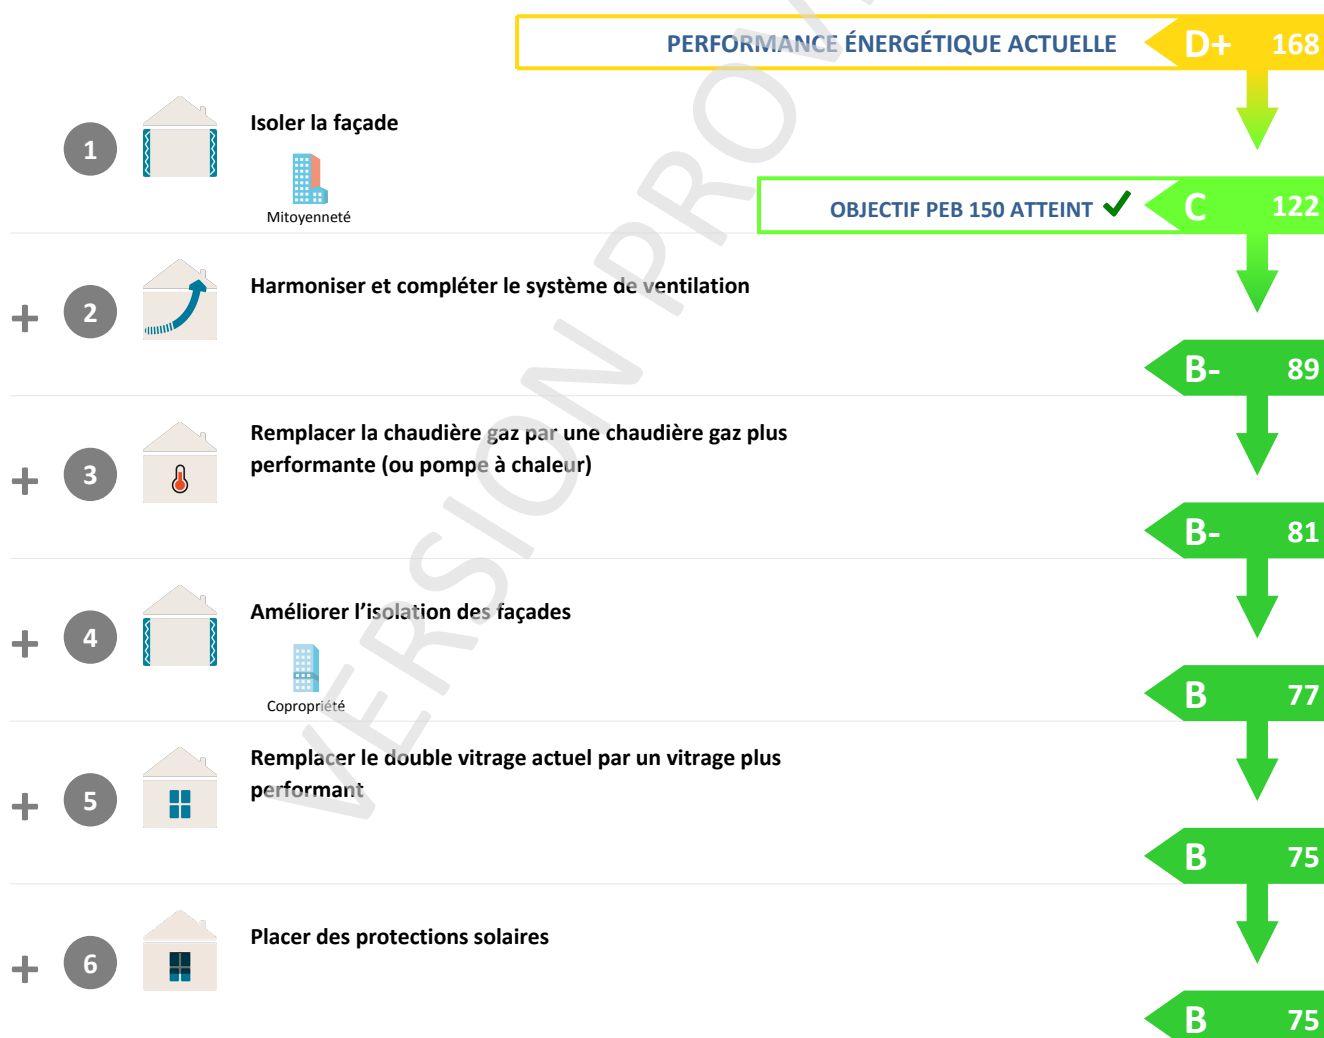 PERFORMANCE ÉNERGÉTIQUE ACTUELLE D+ 168
1 Isoler la façade
Mitoyenneté
OBJECTIF PEB 150 ATTEINT C 122
+ 2 Harmoniser et compléter le système de ventilation
B- 89
+ 3 Remplacer la chaudière gaz par une chaudière gaz plus
performante (ou pompe à chaleur)
B- 81
+ 4 Améliorer l'isolation des façades
Copropriété
B 77
+ 5 Remplacer le double vitrage actuel par un vitrage plus
performant
B 75
+ 6 Placer des protections solaires
B 75
VERSION PROV